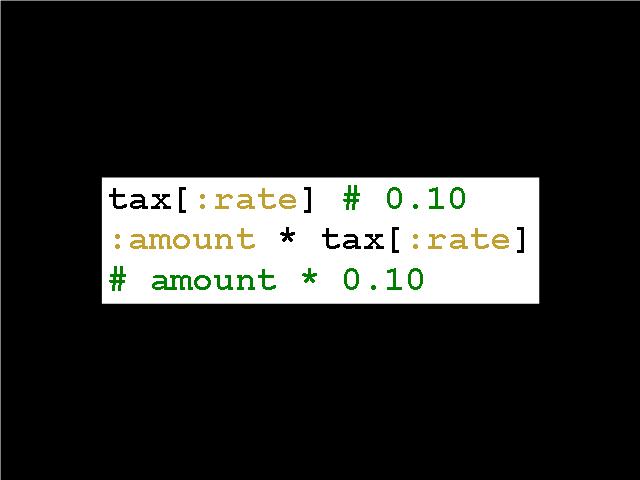 tax[:rate] # 0.10
:amount * tax[:rate]
# amount * 0.10